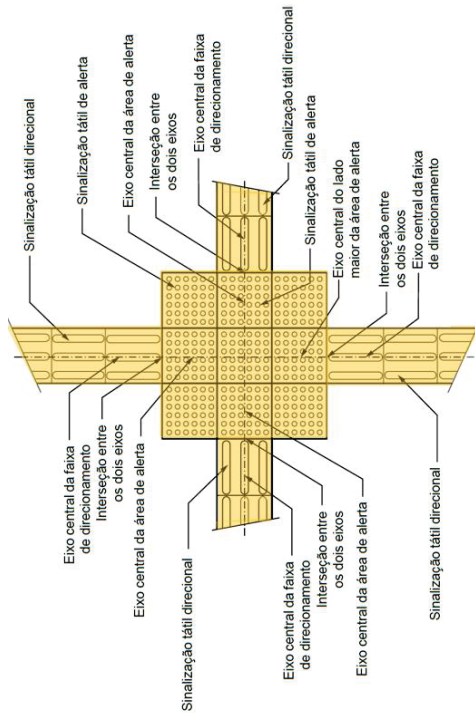 Sinalização tátil direcional
Eixo central da faixa
de direcionamento
Sinalização tátil de alerta
Interseção entre
os dois eixos
Eixo central da área de alerta
Eixo central da área de alerta
Interseção entre
os dois eixos
Sinalização tátil direcional
Eixo central da faixa
de direcionamento
Sinalização tátil direcional
Eixo central da faixa
de direcionamento
Sinalização tátil de alerta
Interseção entre
os dois eixos
Eixo central do lado
maior da área de alerta
Eixo central da área de alerta
Interseção entre
os dois eixos
Eixo central da faixa
de direcionamento
Sinalização tátil direcional